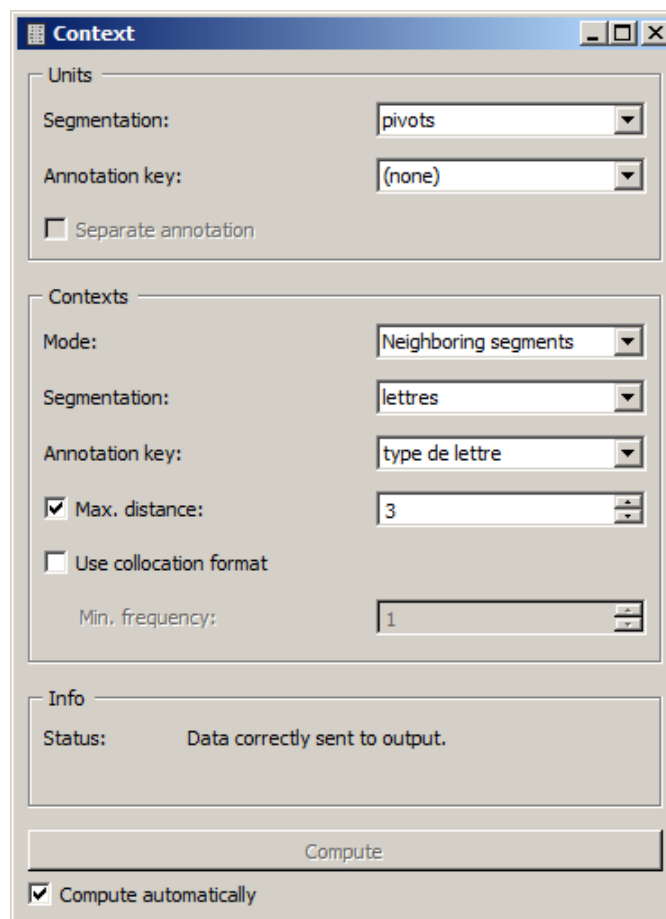 Context
Units
Segmentation: pivots
Annotation key: (none)
Separate annotation
Contexts
Mode: Neighboring segments
Segmentation: lettres
Annotation key: type de lettre
Max. distance: 3
Use collocation format
Min. frequency: 1
Info
Status: Data correctly sent to output.
Compute
Compute automatically